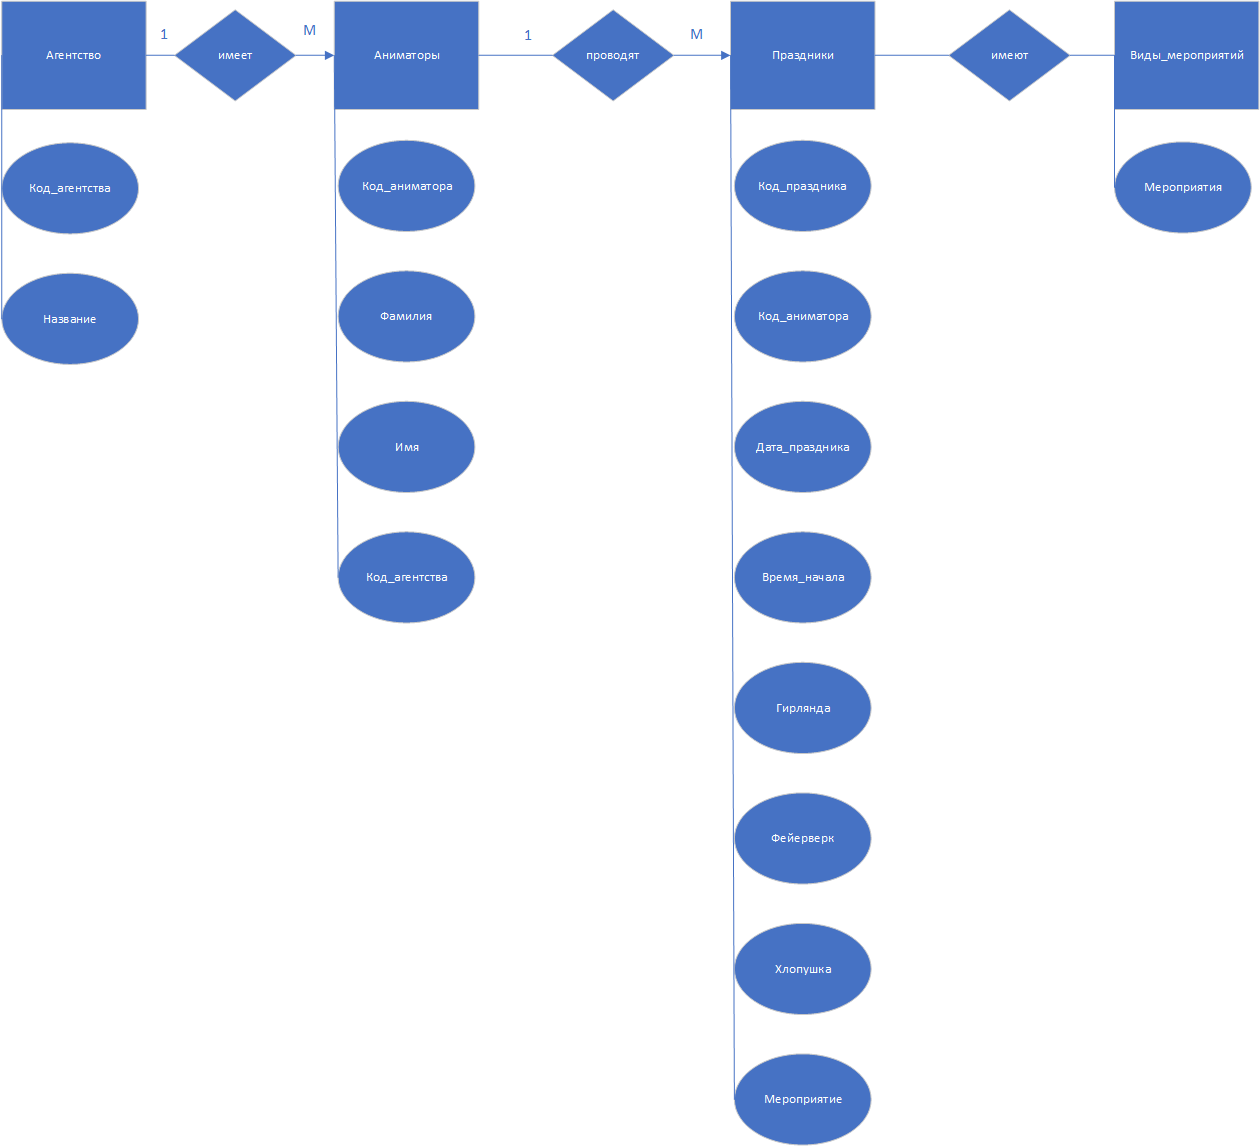 Агентство
1
имеет
М
Аниматоры
1
проводят
М
Праздники
имеют
Виды_мероприятий
Код_агентства
Название
Код_аниматора
Фамилия
Имя
Код_агентства
Код_праздника
Код_аниматора
Дата_праздника
Время_начала
Гирлянда
Фейерверк
Хлопушка
Мероприятие
Мероприятия